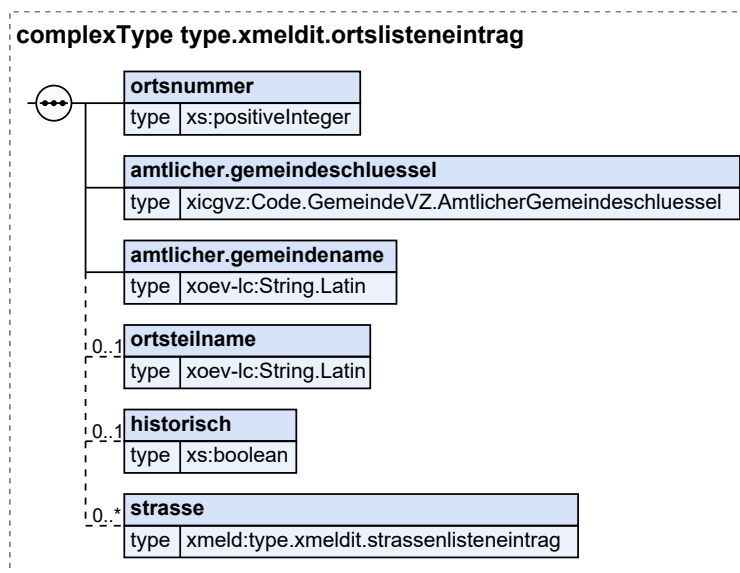 complexType type.xmeldit.ortslisteneintrag
ortsnummer
type xs:positiveInteger
amtlicher.gemeindeschluessel
type xicgvz:Code.GemeindeVZ.AmtlicherGemeindeschluessel
amtlicher.gemeindename
type xoev-lc:String.Latin
0..1 ortsteilname
type xoev-lc:String.Latin
0..1 historisch
type xs:boolean
0..* strasse
type xmeld:type.xmeldit.strassenlisteneintrag